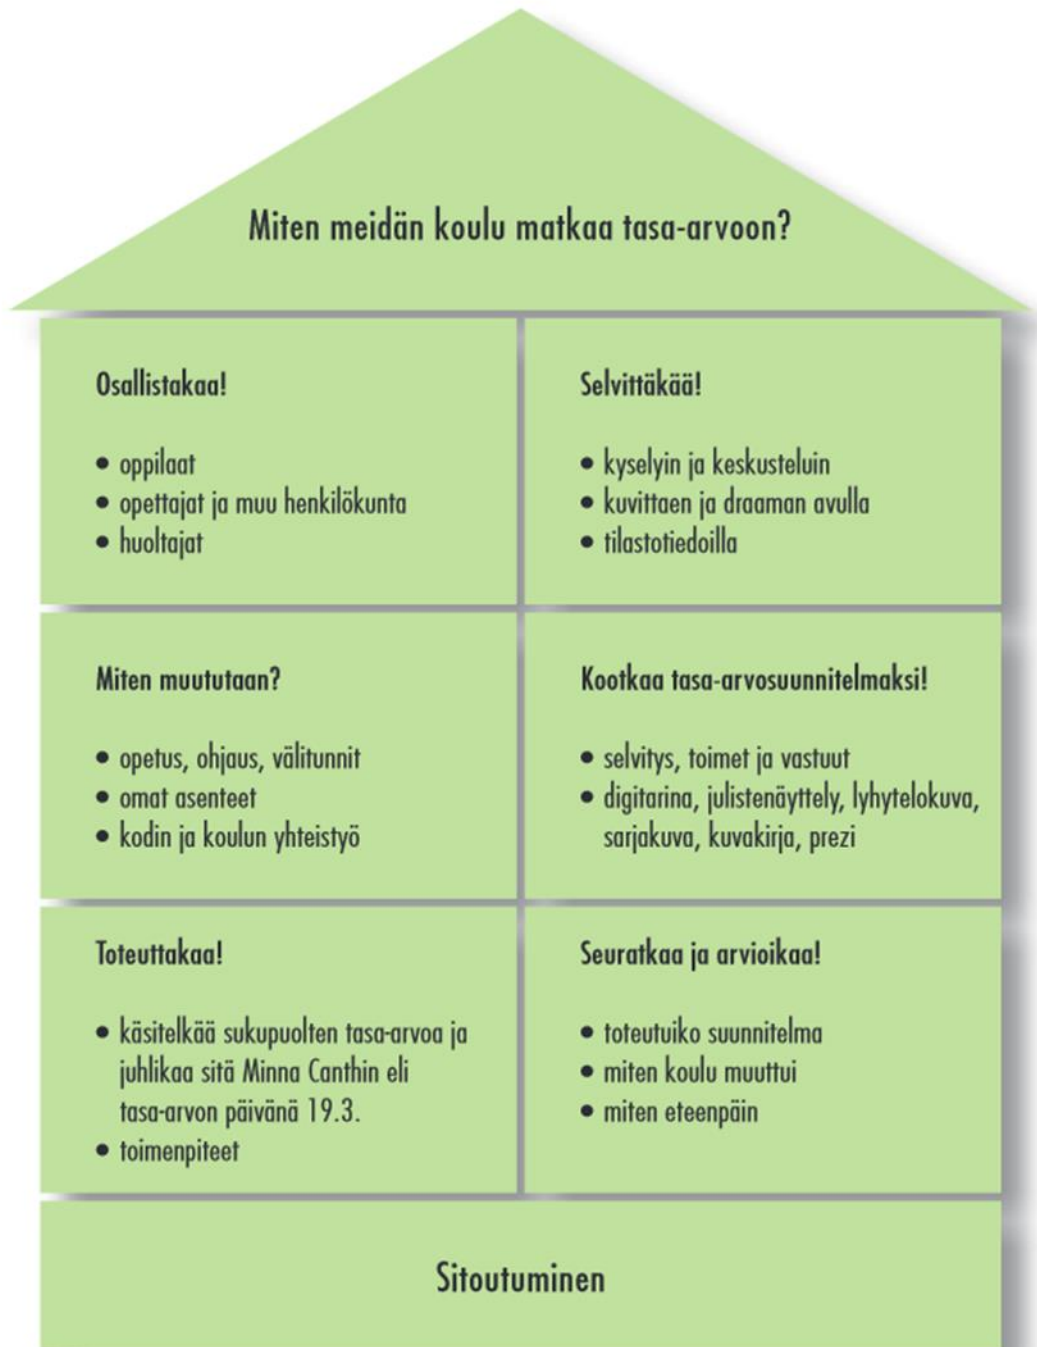 Miten meidän koulu matkaa tasa-arvoon?
Osallistakaa!
• oppilaat
• opettajat ja muu henkilökunta
• huoltajat
Selvittäkää!
• kyselyin ja keskusteluin
• kuvittaen ja draaman avulla
• tilastotiedoilla
Miten muututaan?
• opetus, ohjaus, välitunnit
• omat asenteet
• kodin ja koulun yhteistyö
Kootkaa tasa-arvosuunnitelmaksi!
• selvitys, toimet ja vastuut
• digitarina, julistenäyttely, lyhytelokuva,
sarjakuva, kuvakirja, prezi
Toteuttakaa!
• käsitelkää sukupuolten tasa-arvoa ja
juhlikaa sitä Minna Canthin eli
tasa-arvon päivänä 19.3.
• toimenpiteet
Seuratkaa ja arvioikaa!
• toteutuiko suunnitelma
• miten koulu muuttui
• miten eteenpäin
Sitoutuminen